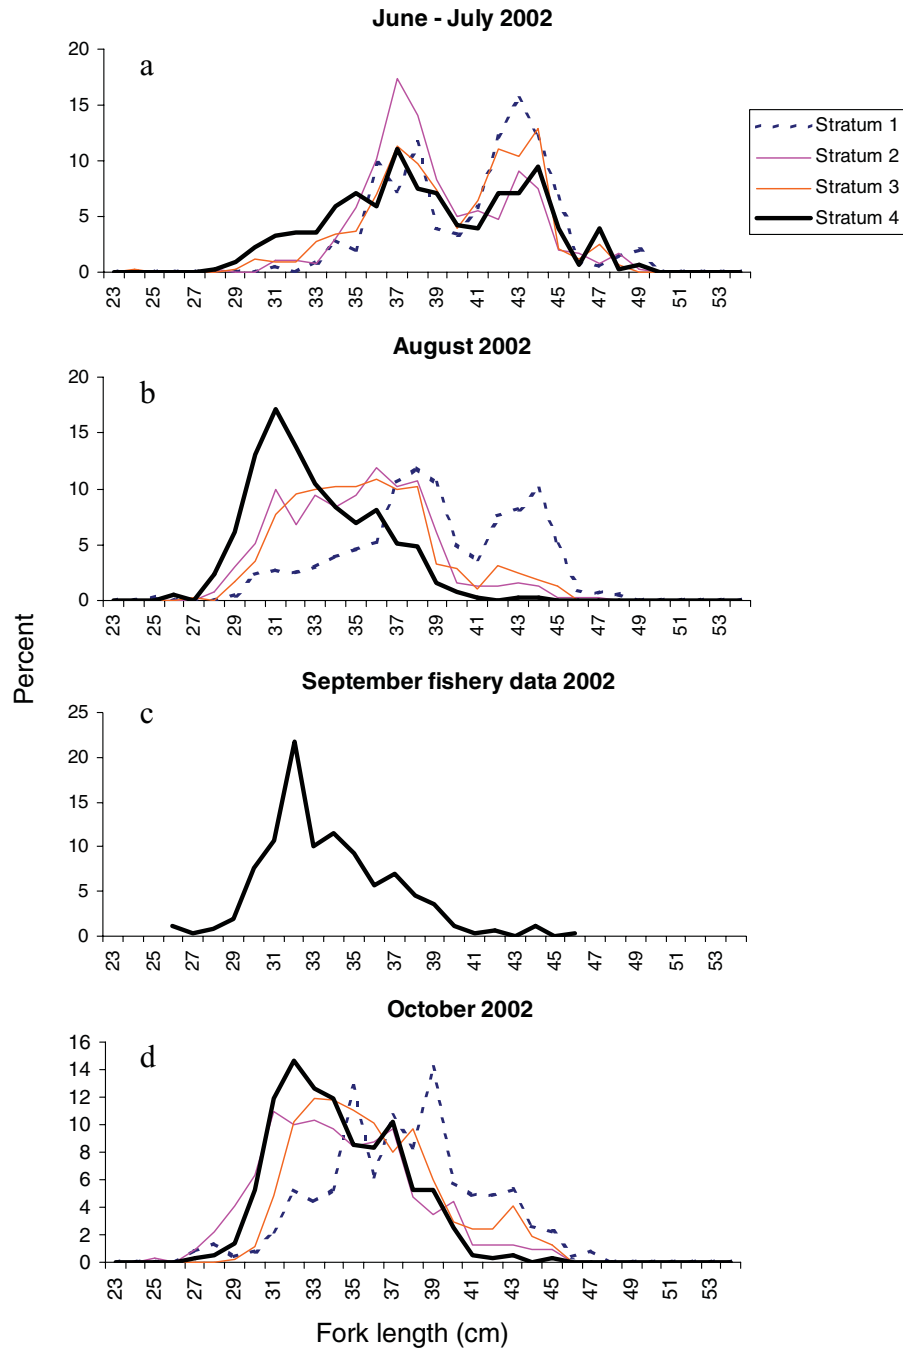 June - July 2002
a
20
15
10
5
0
23 25 27 29 31 33 35 37 39 41 43 45 47 49 51 53
Stratum 1
Stratum 2
Stratum 3
Stratum 4
August 2002
b
20
15
10
5
0
23 25 27 29 31 33 35 37 39 41 43 45 47 49 51 53
Percent
September fishery data 2002
c
25
20
15
10
5
0
23 25 27 29 31 33 35 37 39 41 43 45 47 49 51 53
October 2002
d
16
14
12
10
8
6
4
2
0
23 25 27 29 31 33 35 37 39 41 43 45 47 49 51 53
Fork length (cm)